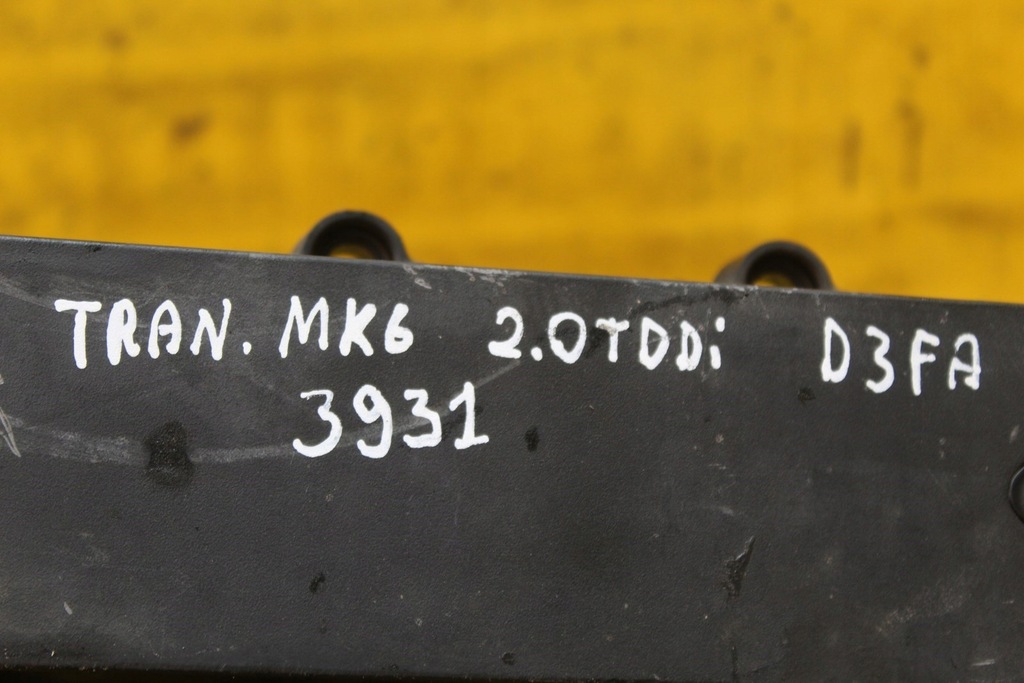 TRAN. MK6 2.0TDDi D3FA
3931